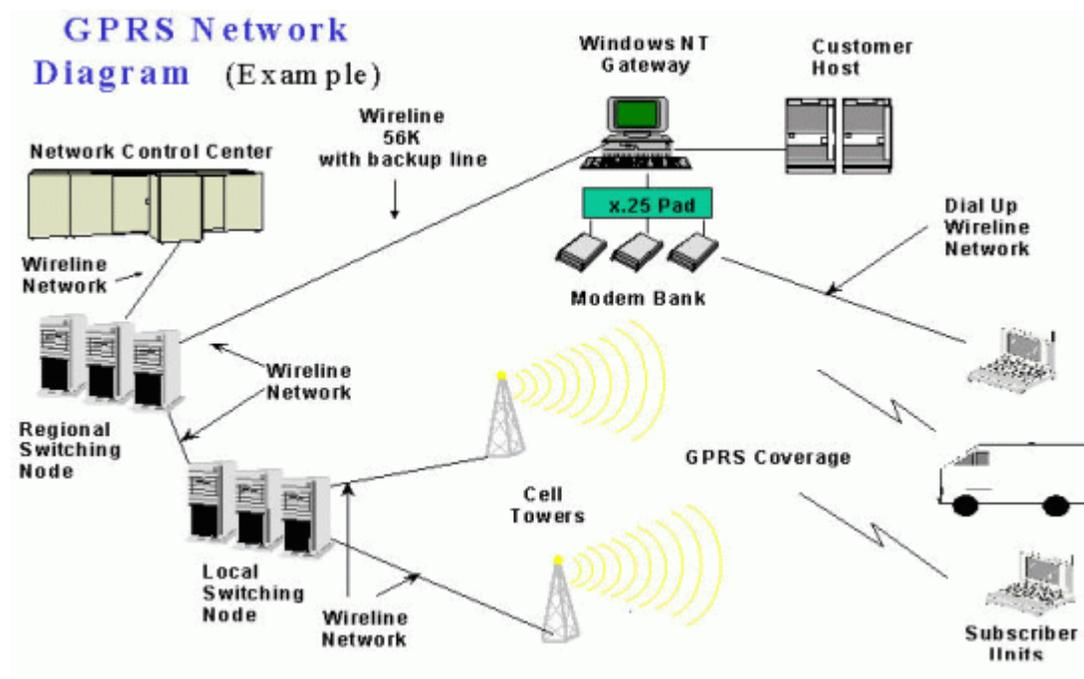 GPRS Network
Diagram (Example)
Windows NT
Gateway
Customer
Host
Wireline
56K
with backup line
Network Control Center
x.25 Pad
Dial Up
Wireline
Network
Wireline
Network
Modem Bank
Wireline
Network
Regional
Switching
Node
GPRS Coverage
Cell
Towers
Local
Switching
Node
Wireline
Network
Subscriber
Units